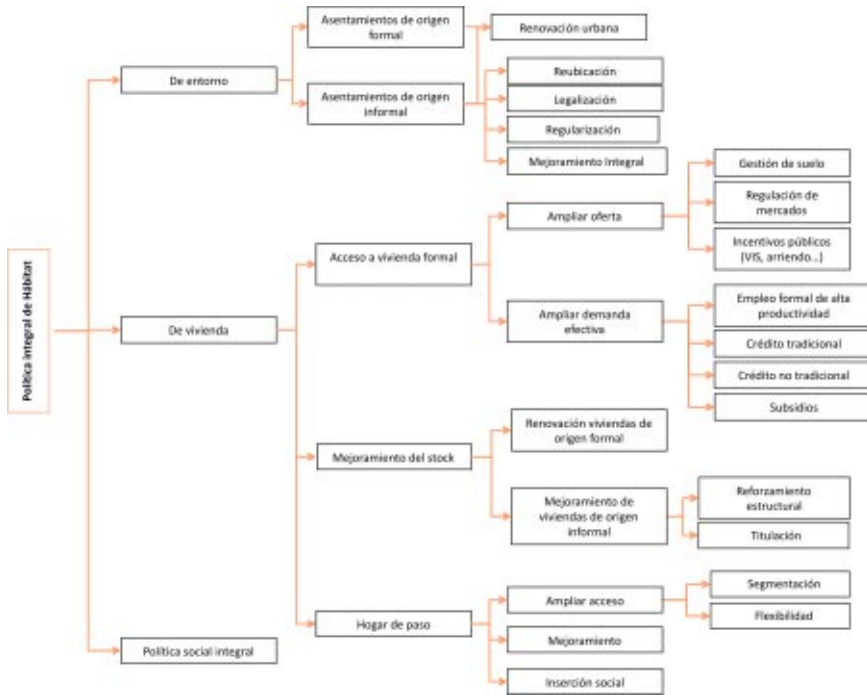 Política integral de Hábitat
De entorno
Asentamientos de origen
formal
Asentamientos de origen
informal
Renovación urbana
Reubicación
Legalización
Regularización
Mejoramiento Integral
De vivienda
Acceso a vivienda formal
Ampliar oferta
Gestión de suelo
Regulación de
mercados
Incentivos públicos
(VIS, arriendo...)
Ampliar demanda
efectiva
Empleo formal de alta
productividad
Crédito tradicional
Crédito no tradicional
Subsidios
Mejoramiento del stock
Renovación viviendas de
origen formal
Mejoramiento de
viviendas de origen
informal
Reforzamiento
estructural
Titulación
Hogar de paso
Ampliar acceso
Segmentación
Flexibilidad
Mejoramiento
Inserción social
Política social integral